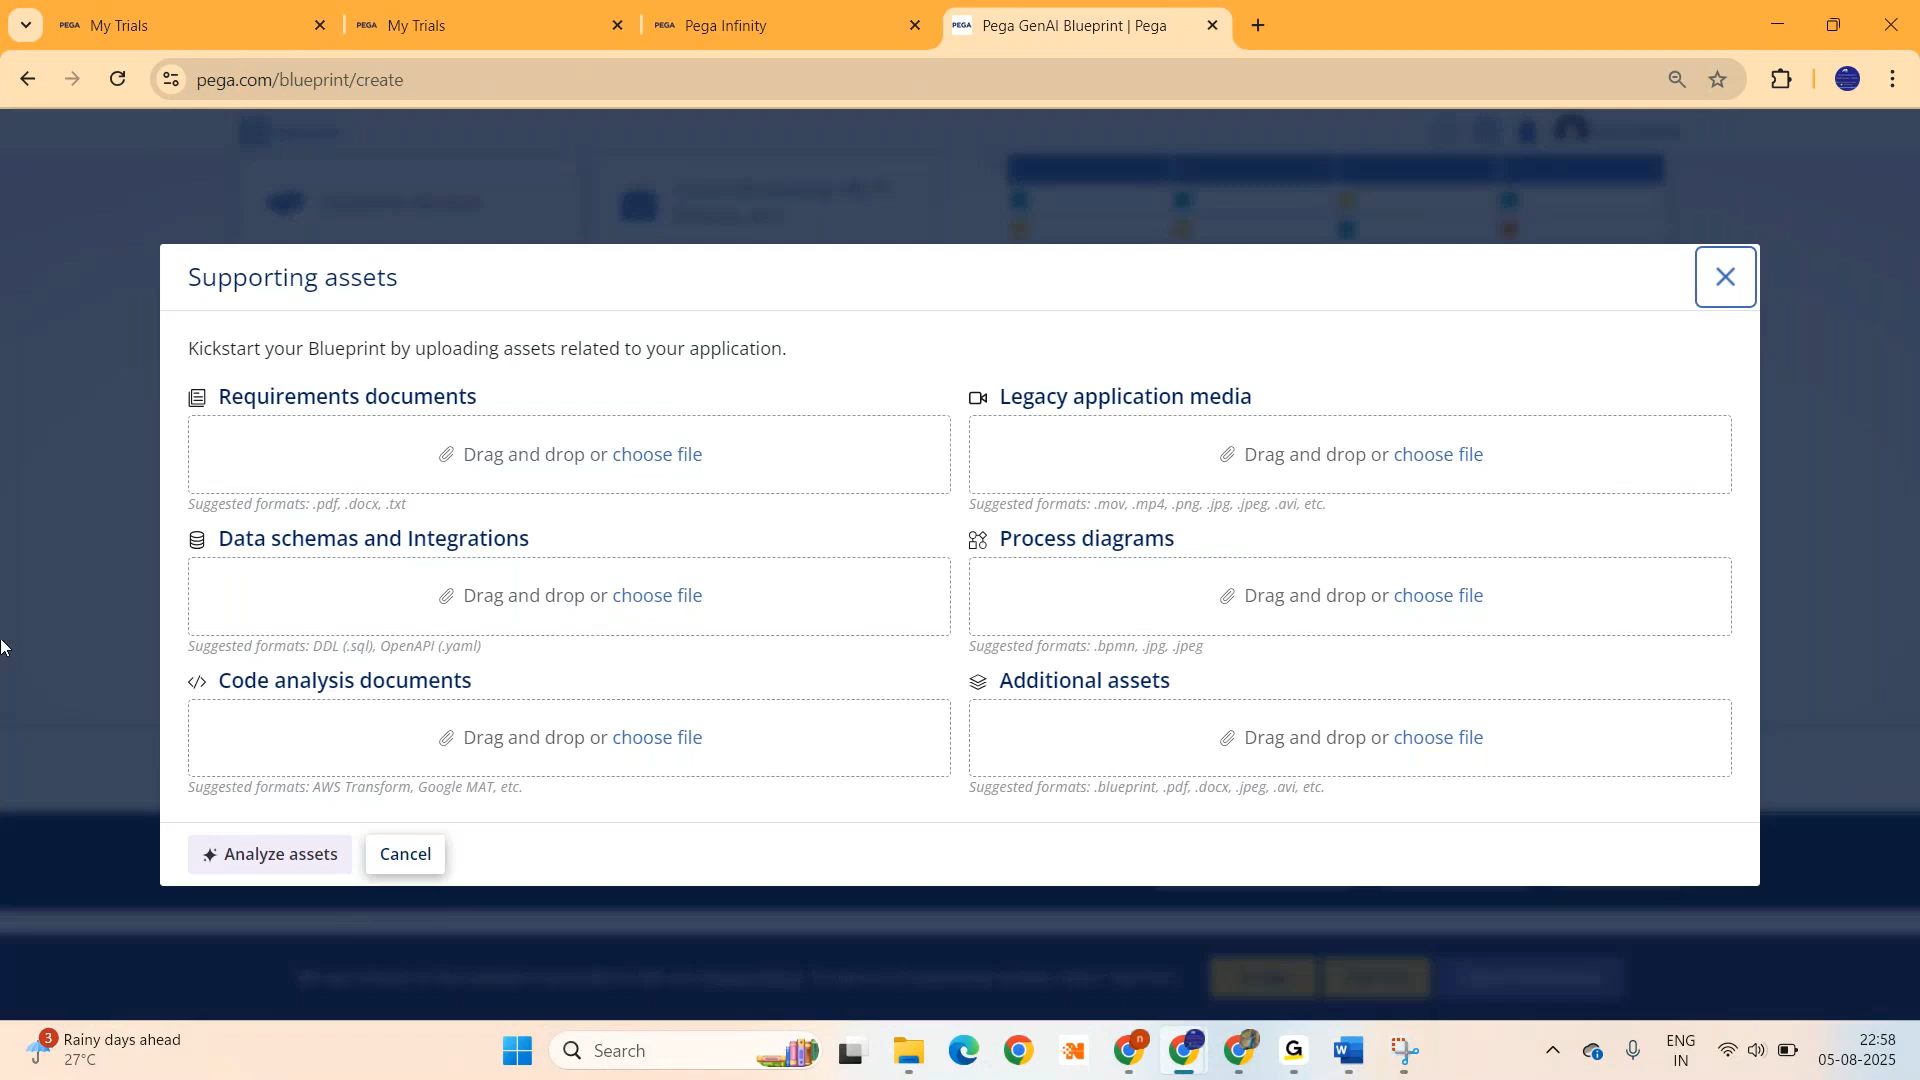 PEGA My Trials
PEGA My Trials
PEGA Pega Infinity
PEGA Pega GenAI Blueprint | Pega
pega.com/blueprint/create
Supporting assets
Kickstart your Blueprint by uploading assets related to your application.
Requirements documents
Drag and drop or choose file
Suggested formats: .pdf, .docx, .txt
Legacy application media
Drag and drop or choose file
Suggested formats: .mov, .mp4, .png, .jpg, .jpeg, .avi, etc.
Data schemas and Integrations
Drag and drop or choose file
Suggested formats: DDL (.sql), OpenAPI (.yaml)
Process diagrams
Drag and drop or choose file
Suggested formats: .bpmn, .jpg, .jpeg
Code analysis documents
Drag and drop or choose file
Suggested formats: AWS Transform, Google MAT, etc.
Additional assets
Drag and drop or choose file
Suggested formats: .blueprint, .pdf, .docx, .jpeg, .avi, etc.
Analyze assets
Cancel
3
Rainy days ahead
27°C
Search
n
G
W
ENG
IN
22:58
05-08-2025